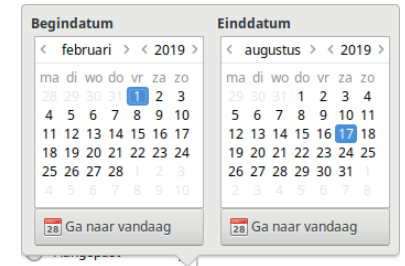 Begindatum
februari 2019
ma di wo do vr za zo
28 29 30 31 1 2 3
4 5 6 7 8 9 10
11 12 13 14 15 16 17
18 19 20 21 22 23 24
25 26 27 28 1 2 3
4 5 6 7 8 9 10
28 Ga naar vandaag
Einddatum
augustus 2019
ma di wo do vr za zo
29 30 31 1 2 3 4
5 6 7 8 9 10 11
12 13 14 15 16 17 18
19 20 21 22 23 24 25
26 27 28 29 30 31 1
2 3 4 5 6 7 8
28 Ga naar vandaag